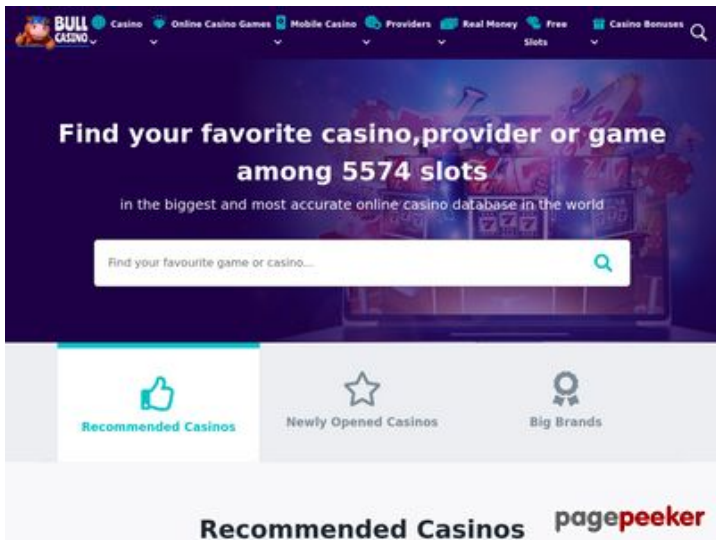 BULL CASINO
Casino
Online Casino Games
Mobile Casino
Providers
Real Money
Free Slots
Casino Bonuses
Find your favorite casino,provider or game
among 5574 slots
in the biggest and most accurate online casino database in the world
Find your favourite game or casino...
Recommended Casinos
Newly Opened Casinos
Big Brands
Recommended Casinos
pagepeeker